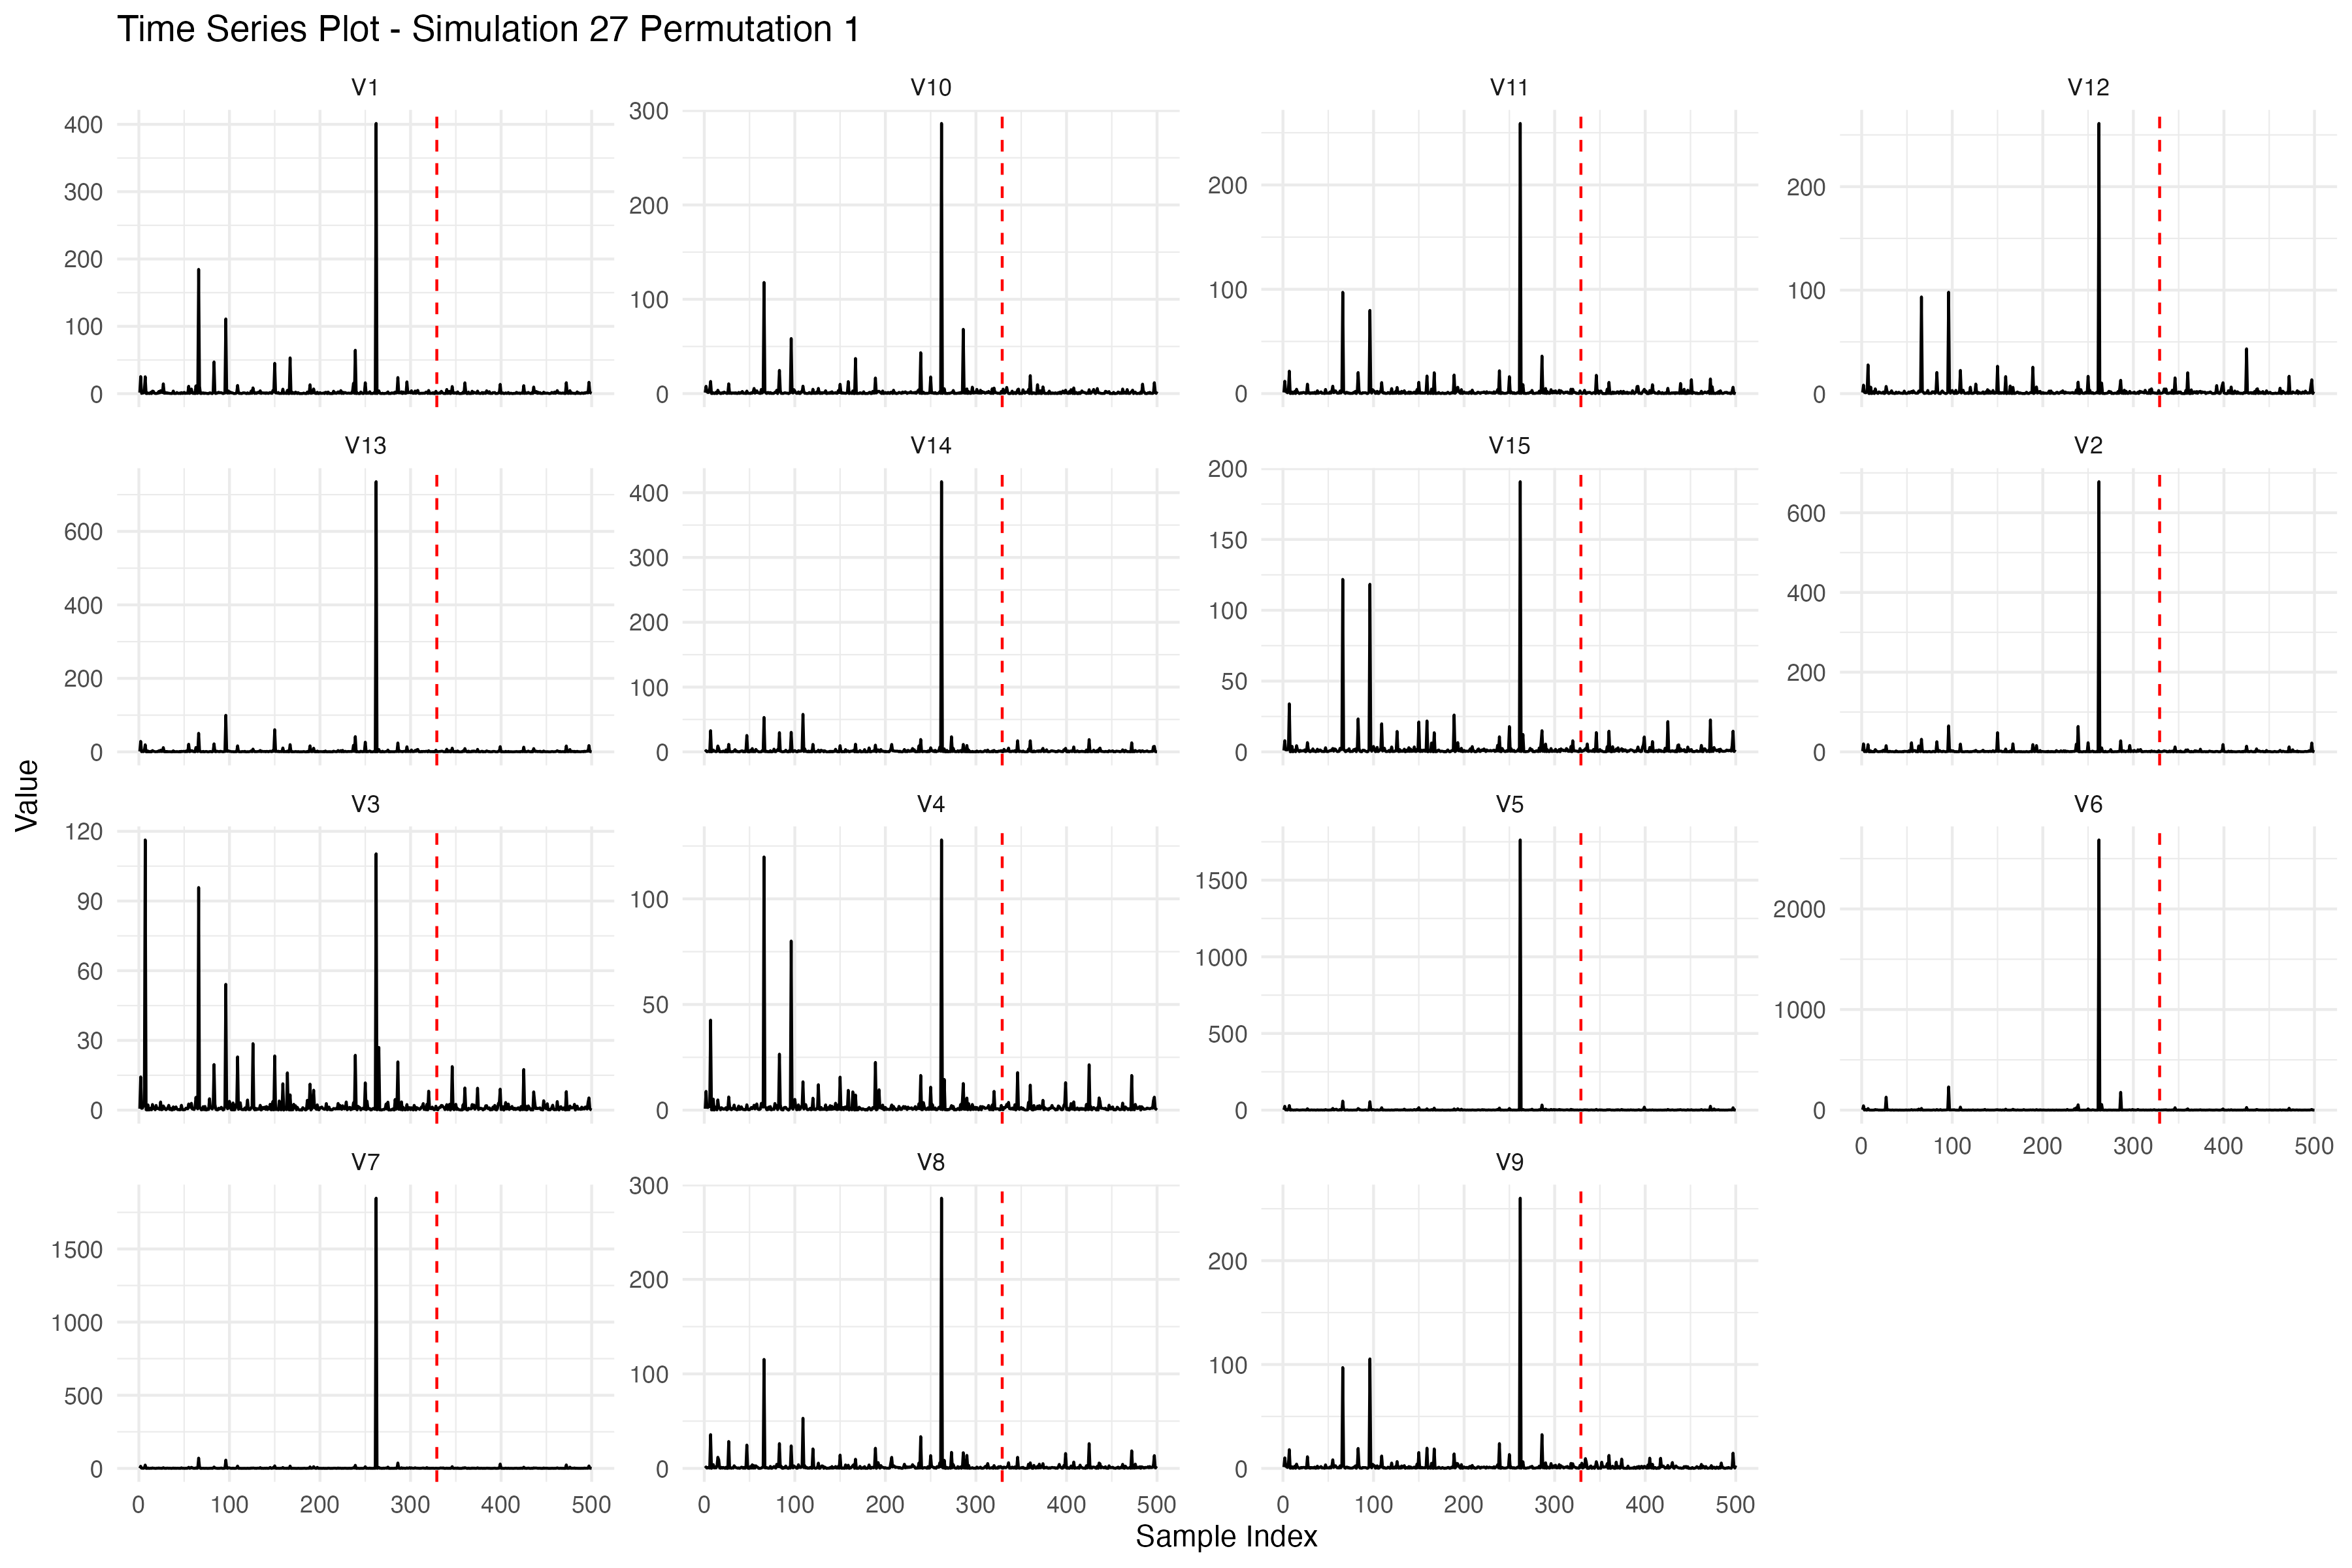 Time Series Plot - Simulation 27 Permutation 1
V1
V10
V11
V12
400
300
200
100
0
300
200
100
0
200
100
0
200
100
0
V13
V14
V15
V2
600
400
200
0
400
300
200
100
0
200
150
100
50
0
600
400
200
0
Value
V3
V4
V5
V6
120
90
60
30
0
100
50
0
1500
1000
500
0
2000
1000
0
0 100 200 300 400 500
V7
V8
V9
1500
1000
500
0
300
200
100
0
200
100
0
0 100 200 300 400 500
0 100 200 300 400 500
0 100 200 300 400 500
Sample Index